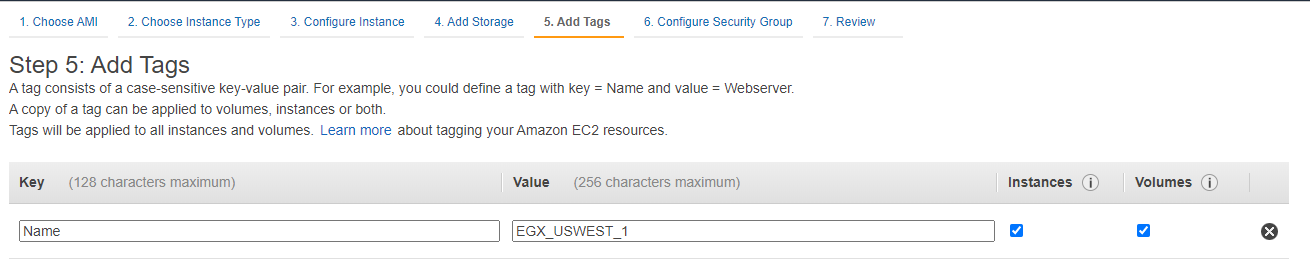 1. Choose AMI 2. Choose Instance Type 3. Configure Instance 4. Add Storage 5. Add Tags 6. Configure Security Group 7. Review
Step 5: Add Tags
A tag consists of a case-sensitive key-value pair. For example, you could define a tag with key = Name and value = Webserver.
A copy of a tag can be applied to volumes, instances or both.
Tags will be applied to all instances and volumes. Learn more about tagging your Amazon EC2 resources.
Key (128 characters maximum) Value (256 characters maximum) Instances i Volumes i
Name EGX_USWEST_1